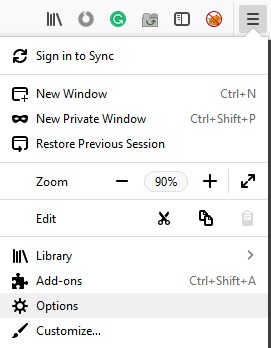 Sign in to Sync
New Window Ctrl+N
New Private Window Ctrl+Shift+P
Restore Previous Session
Zoom 90%
Edit
Library
Add-ons Ctrl+Shift+A
Options
Customize...